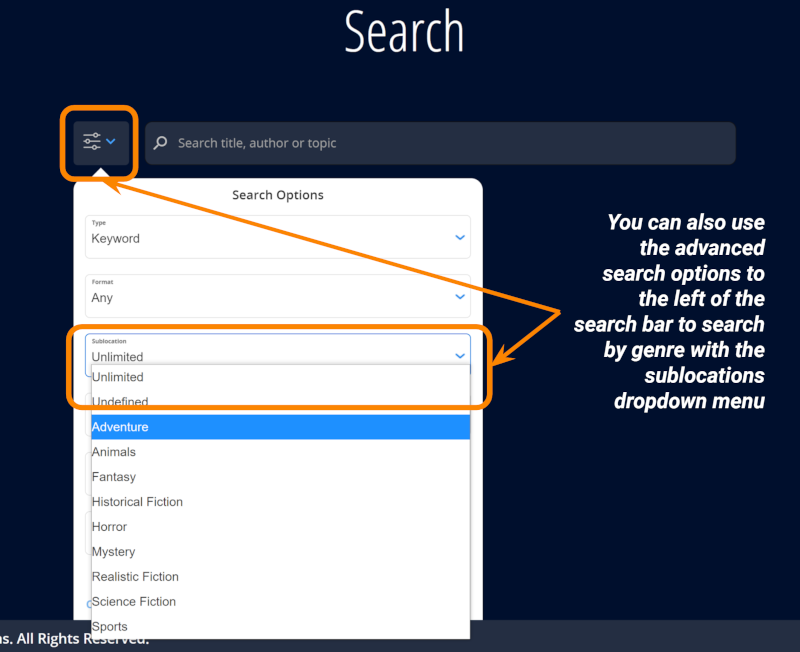 Search
Search title, author or topic
Search Options
Type
Keyword
Format
Any
Sublocation
Unlimited
Unlimited
Undefined
Adventure
Animals
Fantasy
Historical Fiction
Horror
Mystery
Realistic Fiction
Science Fiction
Sports
You can also use
the advanced
search options to
the left of the
search bar to search
by genre with the
sublocations
dropdown menu
All Rights Reserved.